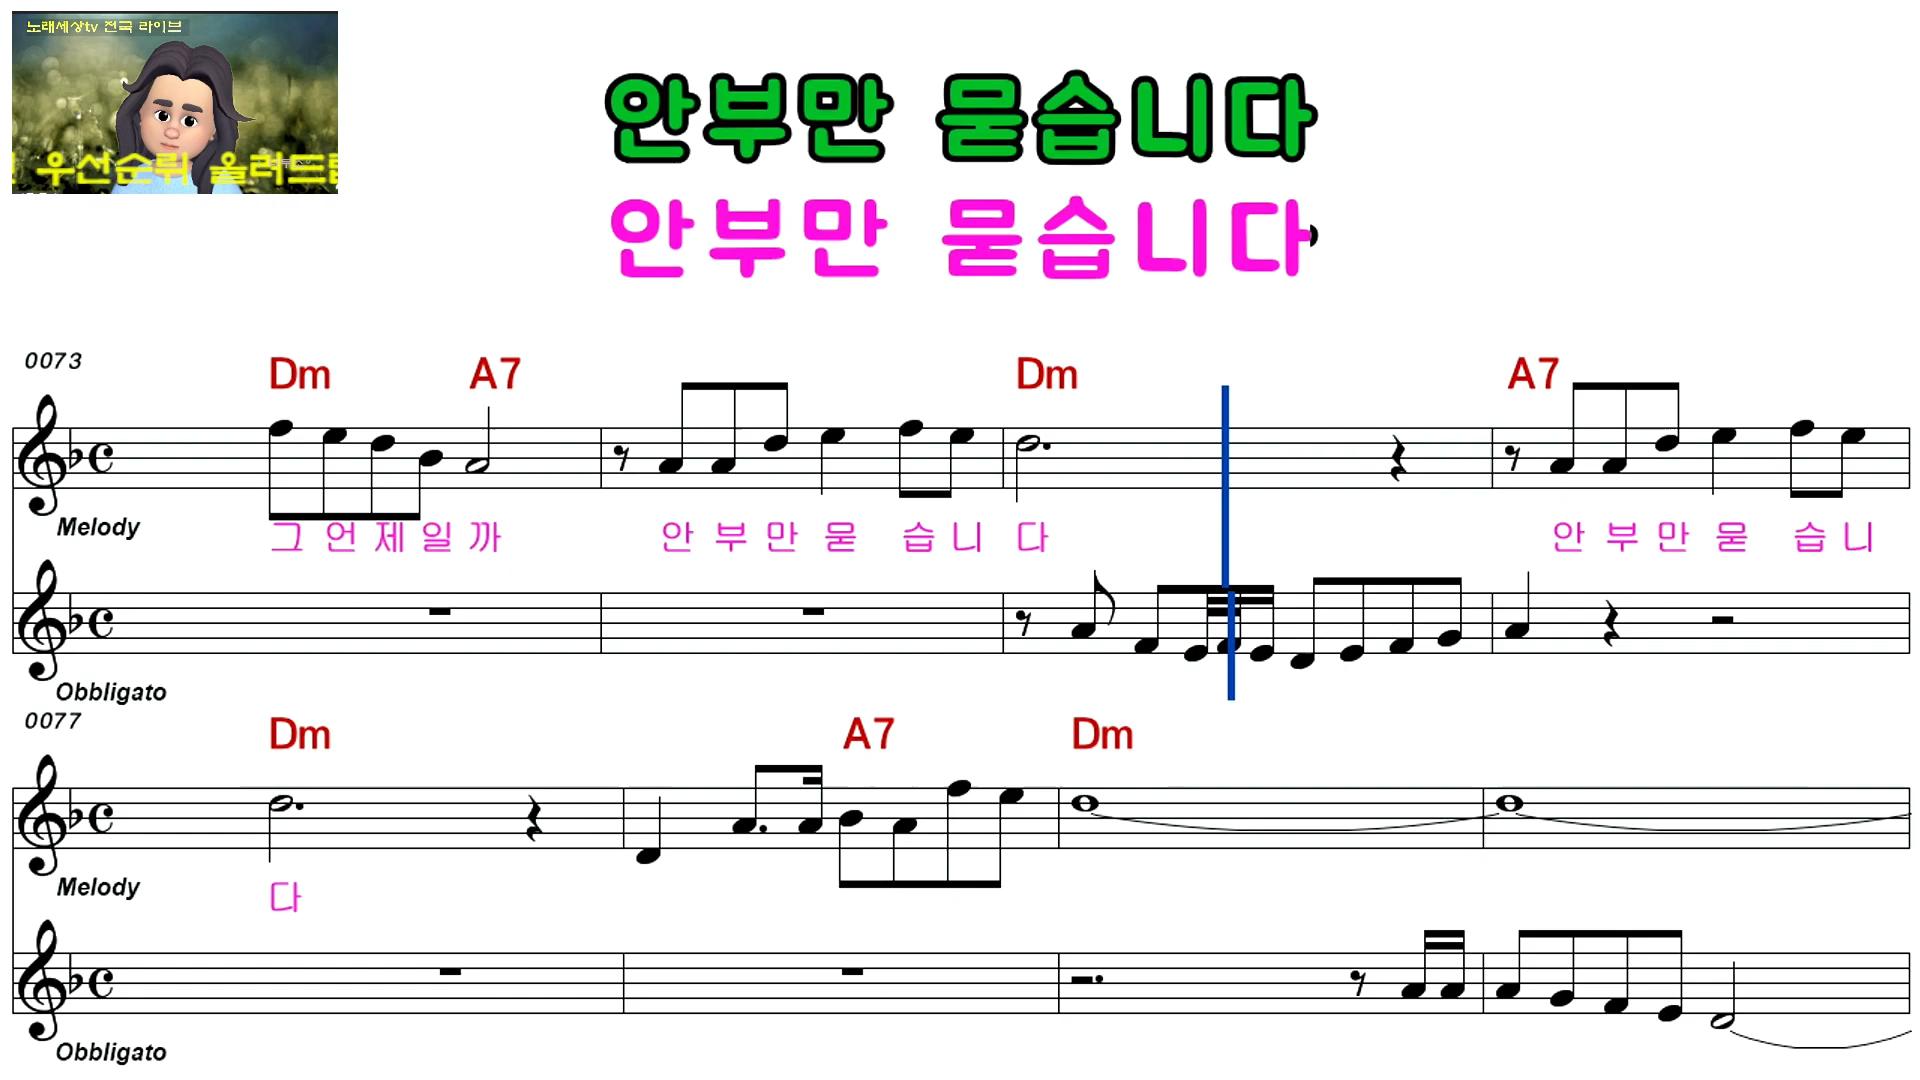 노래세상tv 전국 라이브
우선순위 올려드립
안부만 묻습니다
안부만 묻습니다
0073
Dm A7 Dm A7
Melody
그 언 제 일 까 안 부 만 묻 습 니 다 안 부 만 묻 습 니
Obbligato
0077
Dm A7 Dm
Melody
다
Obbligato